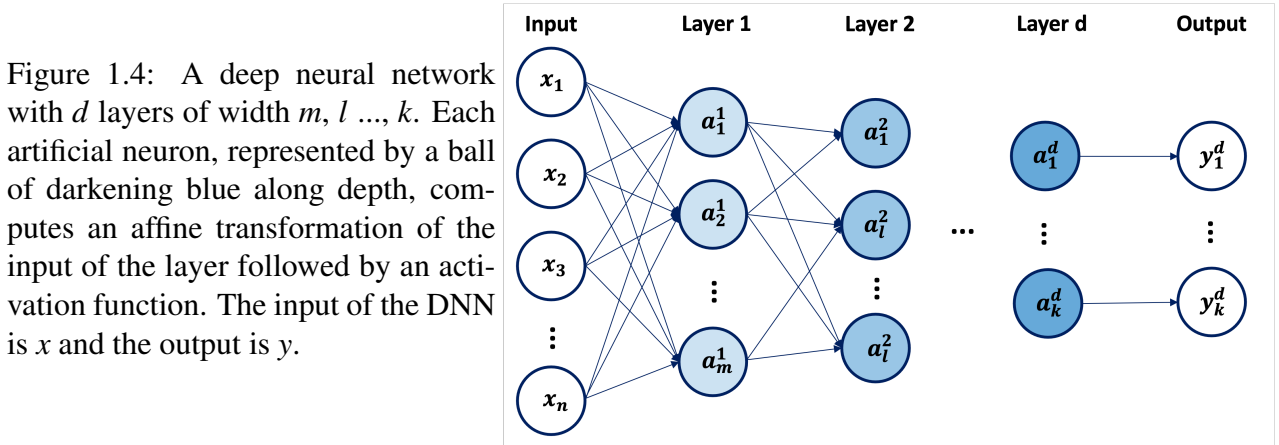 Figure 1.4: A deep neural network
with d layers of width m, l ..., k. Each
artificial neuron, represented by a ball
of darkening blue along depth, com-
putes an affine transformation of the
input of the layer followed by an acti-
vation function. The input of the DNN
is x and the output is y.
Input Layer 1 Layer 2 Layer d Output
x₁
x₂
x₃
⋮
xₙ
a₁¹
a₂¹
⋮
aₘ¹
a₁²
aₗ²
⋮
aₗ²
...
a₁ᵈ
⋮
aₖᵈ
y₁ᵈ
⋮
yₖᵈ